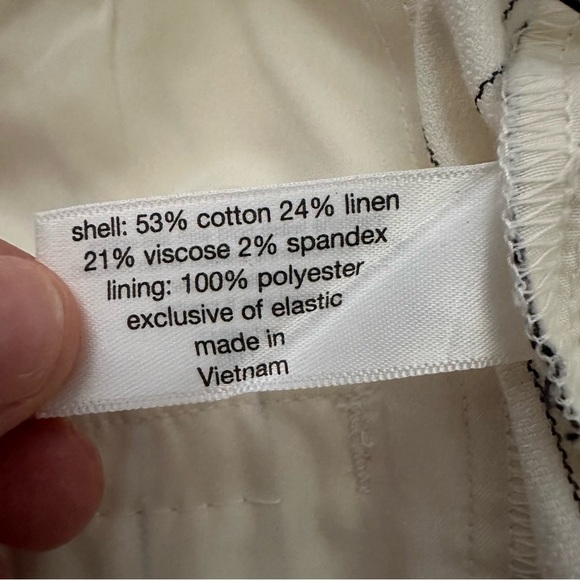 shell: 53% cotton 24% linen
21% viscose 2% spandex
lining: 100% polyester
exclusive of elastic
made in
Vietnam